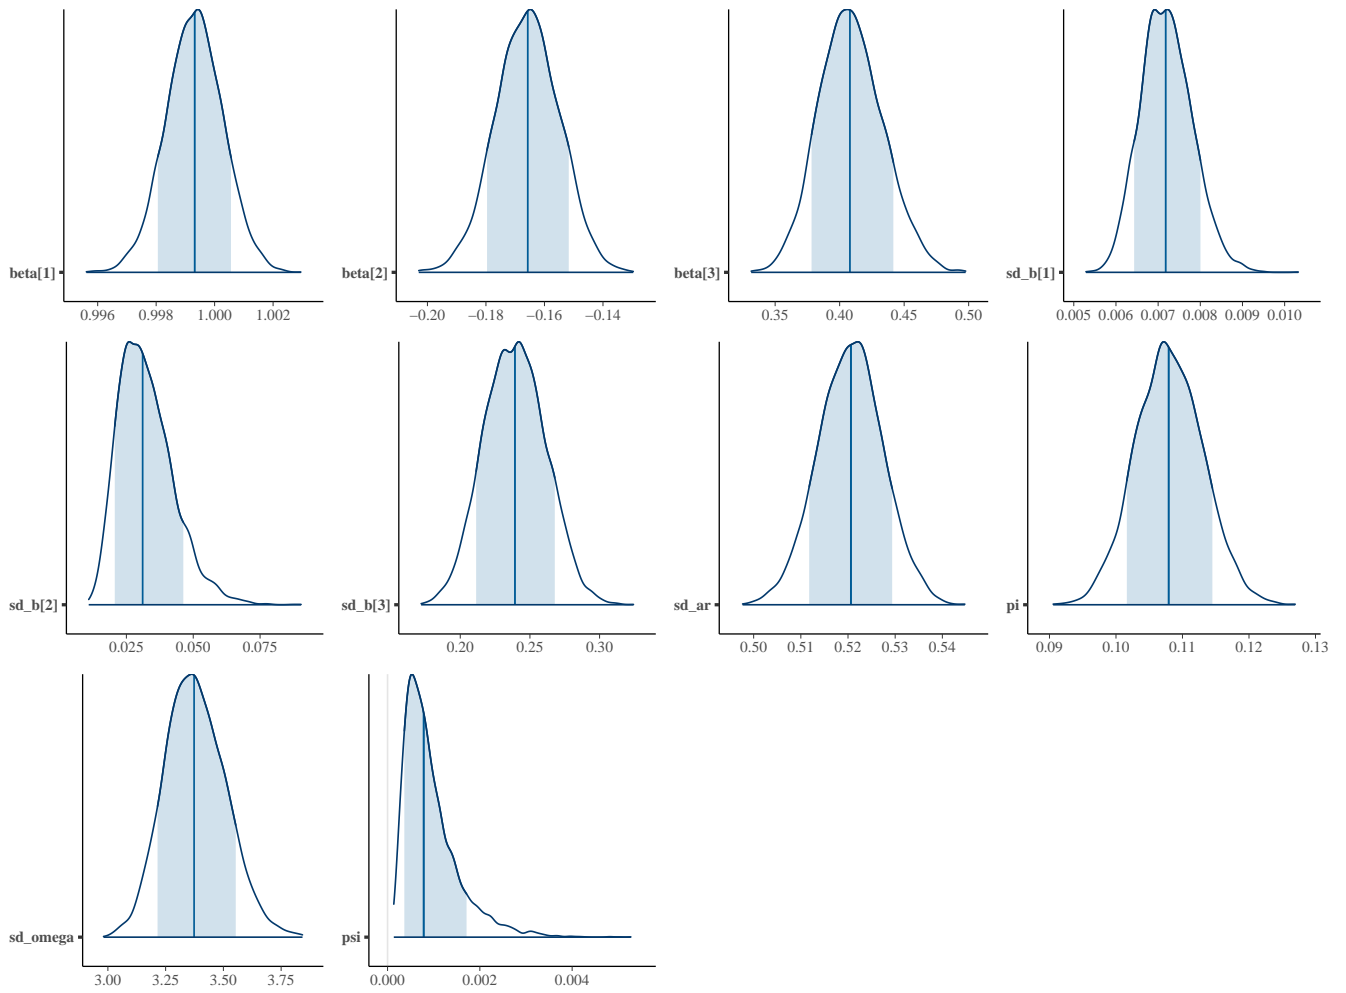 beta[1] beta[2] beta[3] sd_b[1]
0.996 0.998 1.000 1.002 −0.20 −0.18 −0.16 −0.14 0.35 0.40 0.45 0.50 0.005 0.006 0.007 0.008 0.009 0.010
sd_b[2] sd_b[3] sd_ar pi
0.025 0.050 0.075 0.20 0.25 0.30 0.50 0.51 0.52 0.53 0.54 0.09 0.10 0.11 0.12 0.13
sd_omega psi
3.00 3.25 3.50 3.75 0.000 0.002 0.004